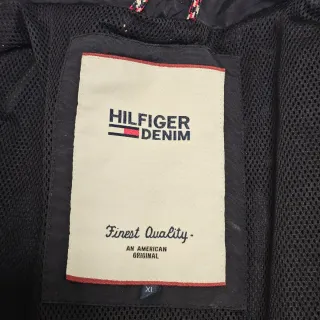 HILFIGER
DENIM
Finest Quality.
AN AMERICAN
ORIGINAL
XL